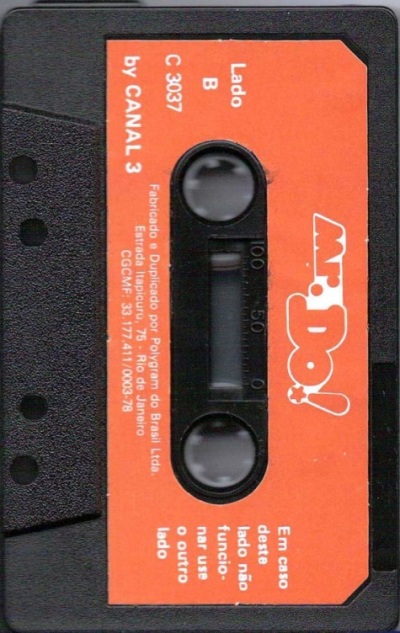 Mr. Do!
Lado
B
C 3037
by CANAL 3
100 50 0
Em caso
deste
lado não
funcio-
nar use
o outro
lado
Fabricado e Duplicado por Polygram do Brasil Ltda.
Estrada Itapicuru, 75 - Rio de Janeiro
CGCMF: 33.177.411/0003-78